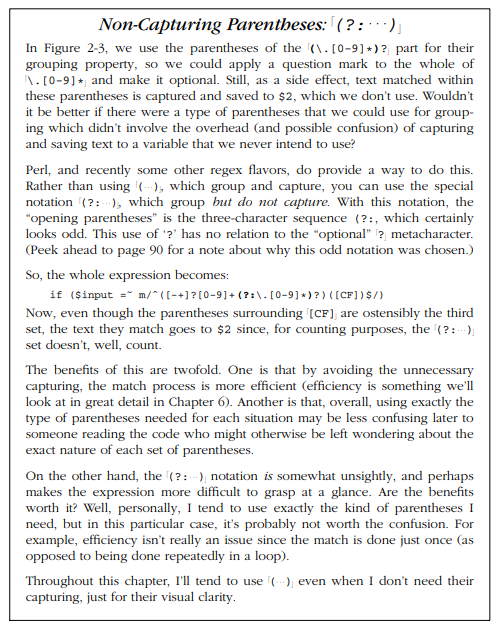 Non-Capturing Parentheses: ⌈(?: ···)⌋
In Figure 2-3, we use the parentheses of the ⌈(\.[0-9]*)?⌋ part for their
grouping property, so we could apply a question mark to the whole of
⌈\.[0-9]*⌋ and make it optional. Still, as a side effect, text matched within
these parentheses is captured and saved to $2, which we don't use. Wouldn't
it be better if there were a type of parentheses that we could use for group-
ing which didn't involve the overhead (and possible confusion) of capturing
and saving text to a variable that we never intend to use?
Perl, and recently some other regex flavors, do provide a way to do this.
Rather than using ⌈(···)⌋, which group and capture, you can use the special
notation ⌈(?:···)⌋, which group but do not capture. With this notation, the
“opening parentheses” is the three-character sequence (?:, which certainly
looks odd. This use of ‘?’ has no relation to the “optional” ⌈?⌋ metacharacter.
(Peek ahead to page 90 for a note about why this odd notation was chosen.)
So, the whole expression becomes:
if ($input =~ m/^([-+]?[0-9]+(?:\.[0-9]*)?)([CF])$/)
Now, even though the parentheses surrounding ⌈[CF]⌋ are ostensibly the third
set, the text they match goes to $2 since, for counting purposes, the ⌈(?:···)⌋
set doesn't, well, count.
The benefits of this are twofold. One is that by avoiding the unnecessary
capturing, the match process is more efficient (efficiency is something we'll
look at in great detail in Chapter 6). Another is that, overall, using exactly the
type of parentheses needed for each situation may be less confusing later to
someone reading the code who might otherwise be left wondering about the
exact nature of each set of parentheses.
On the other hand, the ⌈(?:···)⌋ notation is somewhat unsightly, and perhaps
makes the expression more difficult to grasp at a glance. Are the benefits
worth it? Well, personally, I tend to use exactly the kind of parentheses I
need, but in this particular case, it's probably not worth the confusion. For
example, efficiency isn't really an issue since the match is done just once (as
opposed to being done repeatedly in a loop).
Throughout this chapter, I'll tend to use ⌈(···)⌋ even when I don't need their
capturing, just for their visual clarity.